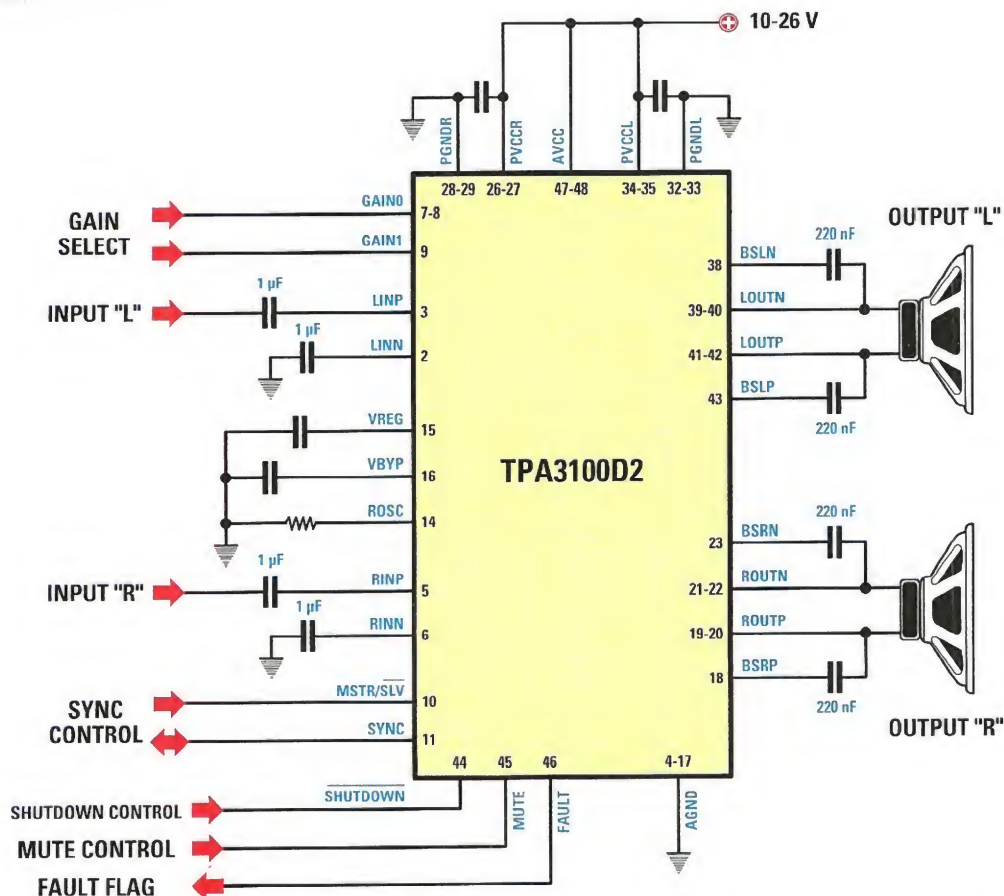 10-26 V
PGNDR
PVCCR
AVCC
PVCCL
PGNDL
28-29
26-27
47-48
34-35
32-33
GAIN
SELECT
GAIN0
7-8
GAIN1
9
INPUT "L"
1 µF
LINP
3
1 µF
LINN
2
VREG
15
VBYP
16
ROSC
14
INPUT "R"
1 µF
RINP
5
1 µF
RINN
6
SYNC
CONTROL
MSTR/SLV
10
SYNC
11
TPA3100D2
OUTPUT "L"
220 nF
38
BSLN
39-40
LOUTN
41-42
LOUTP
43
BSLP
220 nF
220 nF
23
BSRN
21-22
ROUTN
19-20
ROUTP
18
BSRP
220 nF
OUTPUT "R"
44
45
46
4-17
SHUTDOWN
MUTE
FAULT
AGND
SHUTDOWN CONTROL
MUTE CONTROL
FAULT FLAG